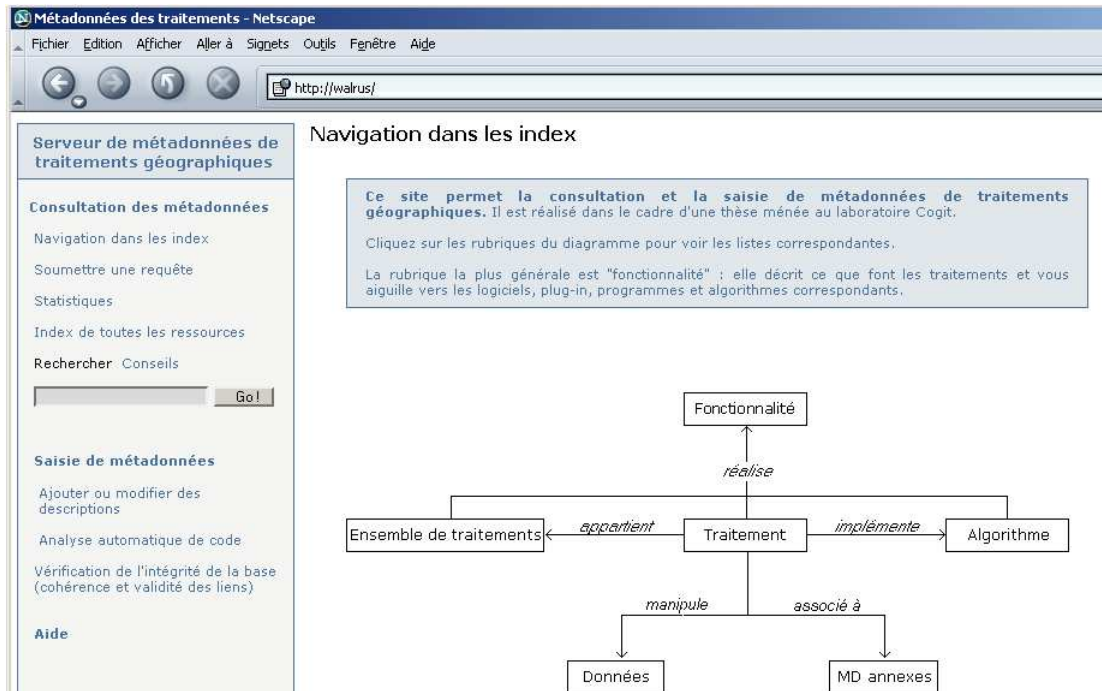 Métadonnées des traitements - Netscape
Fichier Edition Afficher Aller à Signets Outils Fenêtre Aide
http://walrus/
Serveur de métadonnées de
traitements géographiques
Consultation des métadonnées
Navigation dans les index
Soumettre une requête
Statistiques
Index de toutes les ressources
Rechercher Conseils
Go!
Saisie de métadonnées
Ajouter ou modifier des
descriptions
Analyse automatique de code
Vérification de l'intégrité de la base
(cohérence et validité des liens)
Aide
Navigation dans les index
Ce site permet la consultation et la saisie de métadonnées de traitements
géographiques. Il est réalisé dans le cadre d'une thèse ménée au laboratoire Cogit.
Cliquez sur les rubriques du diagramme pour voir les listes correspondantes.
La rubrique la plus générale est "fonctionnalité" : elle décrit ce que font les traitements et vous
aiguille vers les logiciels, plug-in, programmes et algorithmes correspondants.
Fonctionnalité
réalise
Ensemble de traitements appartient Traitement implémente Algorithme
manipule associé à
Données MD annexes